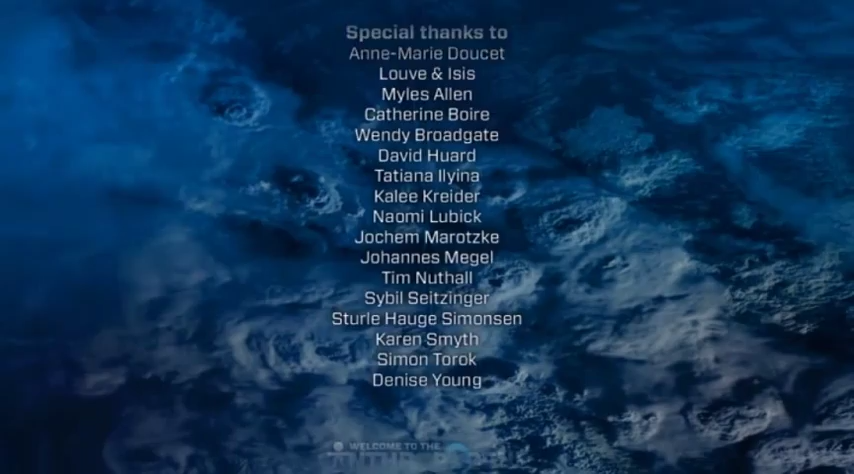 Special thanks to
Anne-Marie Doucet
Louve & Isis
Myles Allen
Catherine Boire
Wendy Broadgate
David Huard
Tatiana Ilyina
Kalee Kreider
Naomi Lubick
Jochem Marotzke
Johannes Megel
Tim Nuthall
Sybil Seitzinger
Sturle Hauge Simonsen
Karen Smyth
Simon Torok
Denise Young
WELCOME TO THE